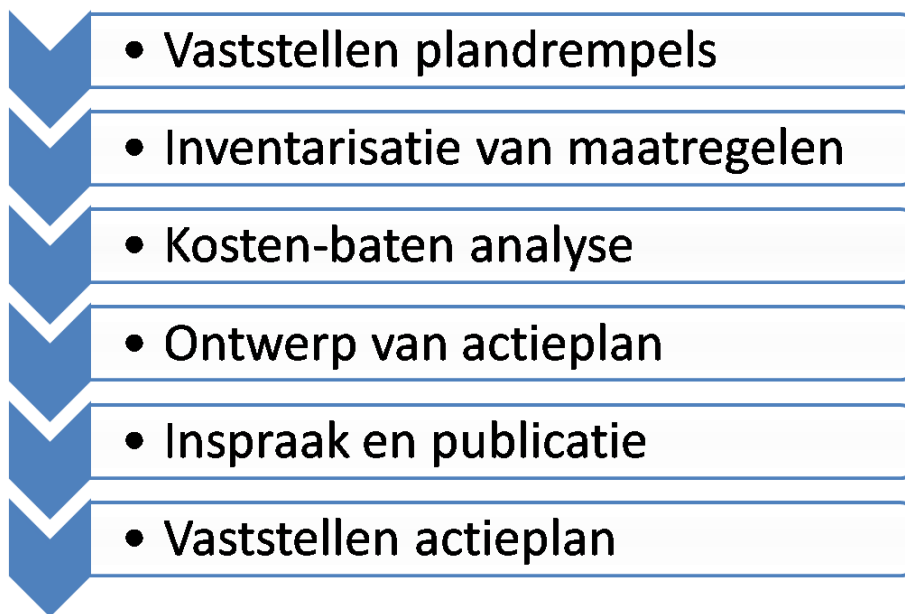 • Vaststellen plandrempels
• Inventarisatie van maatregelen
• Kosten-baten analyse
• Ontwerp van actieplan
• Inspraak en publicatie
• Vaststellen actieplan